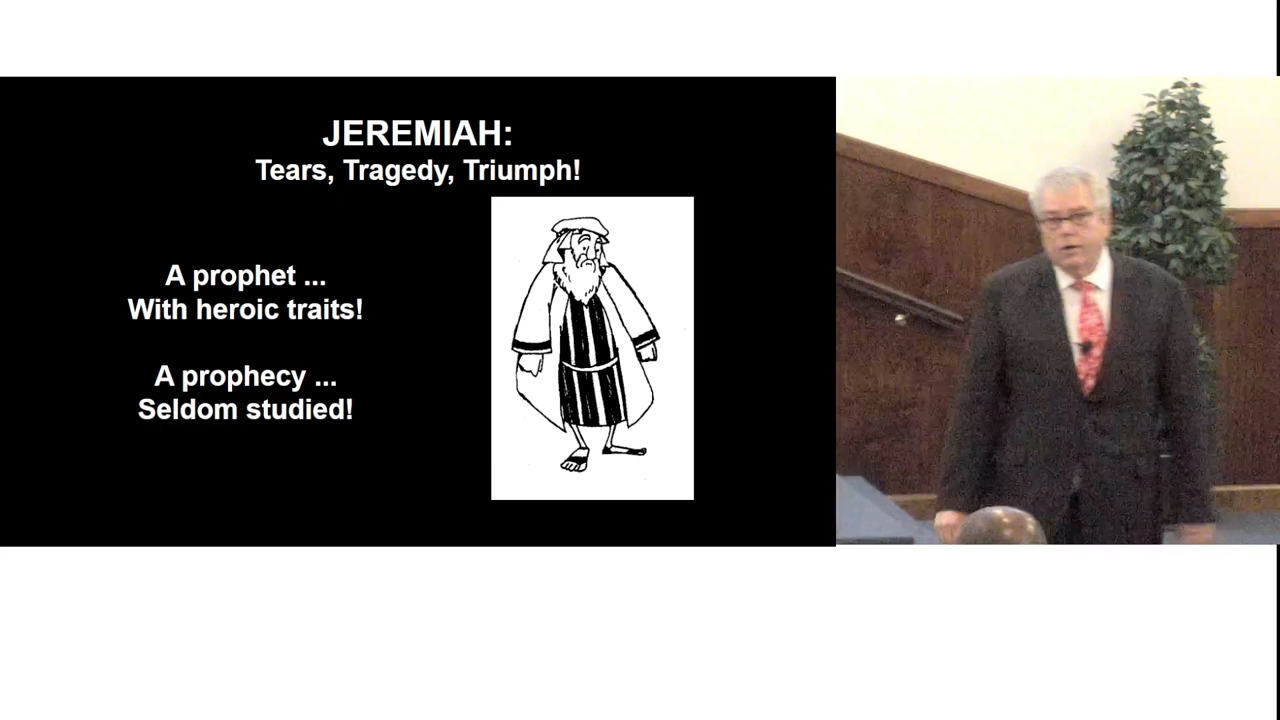 JEREMIAH:
Tears, Tragedy, Triumph!
A prophet ...
With heroic traits!
A prophecy ...
Seldom studied!